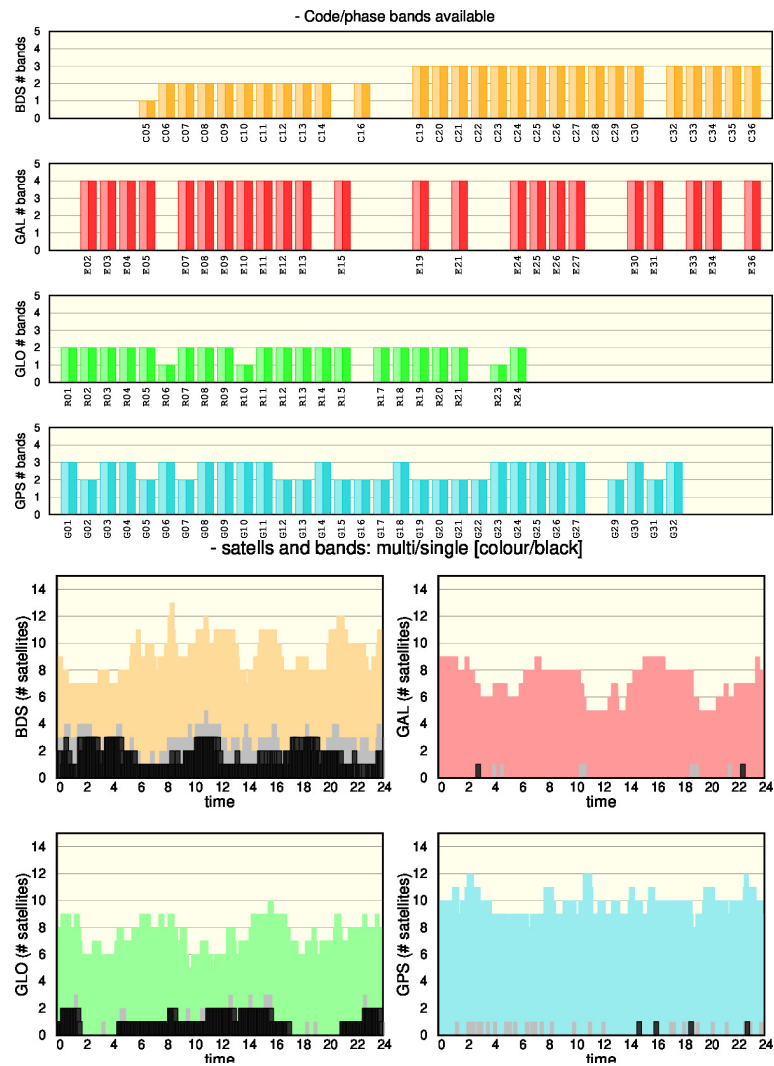 - Code/phase bands available
BDS # bands
5
4
3
2
1
0
C05 C06 C07 C08 C09 C10 C11 C12 C13 C14 C16 C19 C20 C21 C22 C23 C24 C25 C26 C27 C28 C29 C30 C32 C33 C34 C35 C36
GAL # bands
5
4
3
2
1
0
E02 E03 E04 E05 E07 E08 E09 E10 E11 E12 E13 E15 E19 E21 E24 E25 E26 E27 E30 E31 E33 E34 E36
GLO # bands
5
4
3
2
1
0
R01 R02 R03 R04 R05 R06 R07 R08 R09 R10 R11 R12 R13 R14 R15 R17 R18 R19 R20 R21 R23 R24
GPS # bands
5
4
3
2
1
0
G01 G02 G03 G04 G05 G06 G07 G08 G09 G10 G11 G12 G13 G14 G15 G16 G17 G18 G19 G20 G21 G22 G23 G24 G25 G26 G27 G29 G30 G31 G32
- satells and bands: multi/single [colour/black]
BDS (# satellites)
14
12
10
8
6
4
2
0
0 2 4 6 8 10 12 14 16 18 20 22 24
time
GAL (# satellites)
14
12
10
8
6
4
2
0
0 2 4 6 8 10 12 14 16 18 20 22 24
time
GLO (# satellites)
14
12
10
8
6
4
2
0
0 2 4 6 8 10 12 14 16 18 20 22 24
time
GPS (# satellites)
14
12
10
8
6
4
2
0
0 2 4 6 8 10 12 14 16 18 20 22 24
time